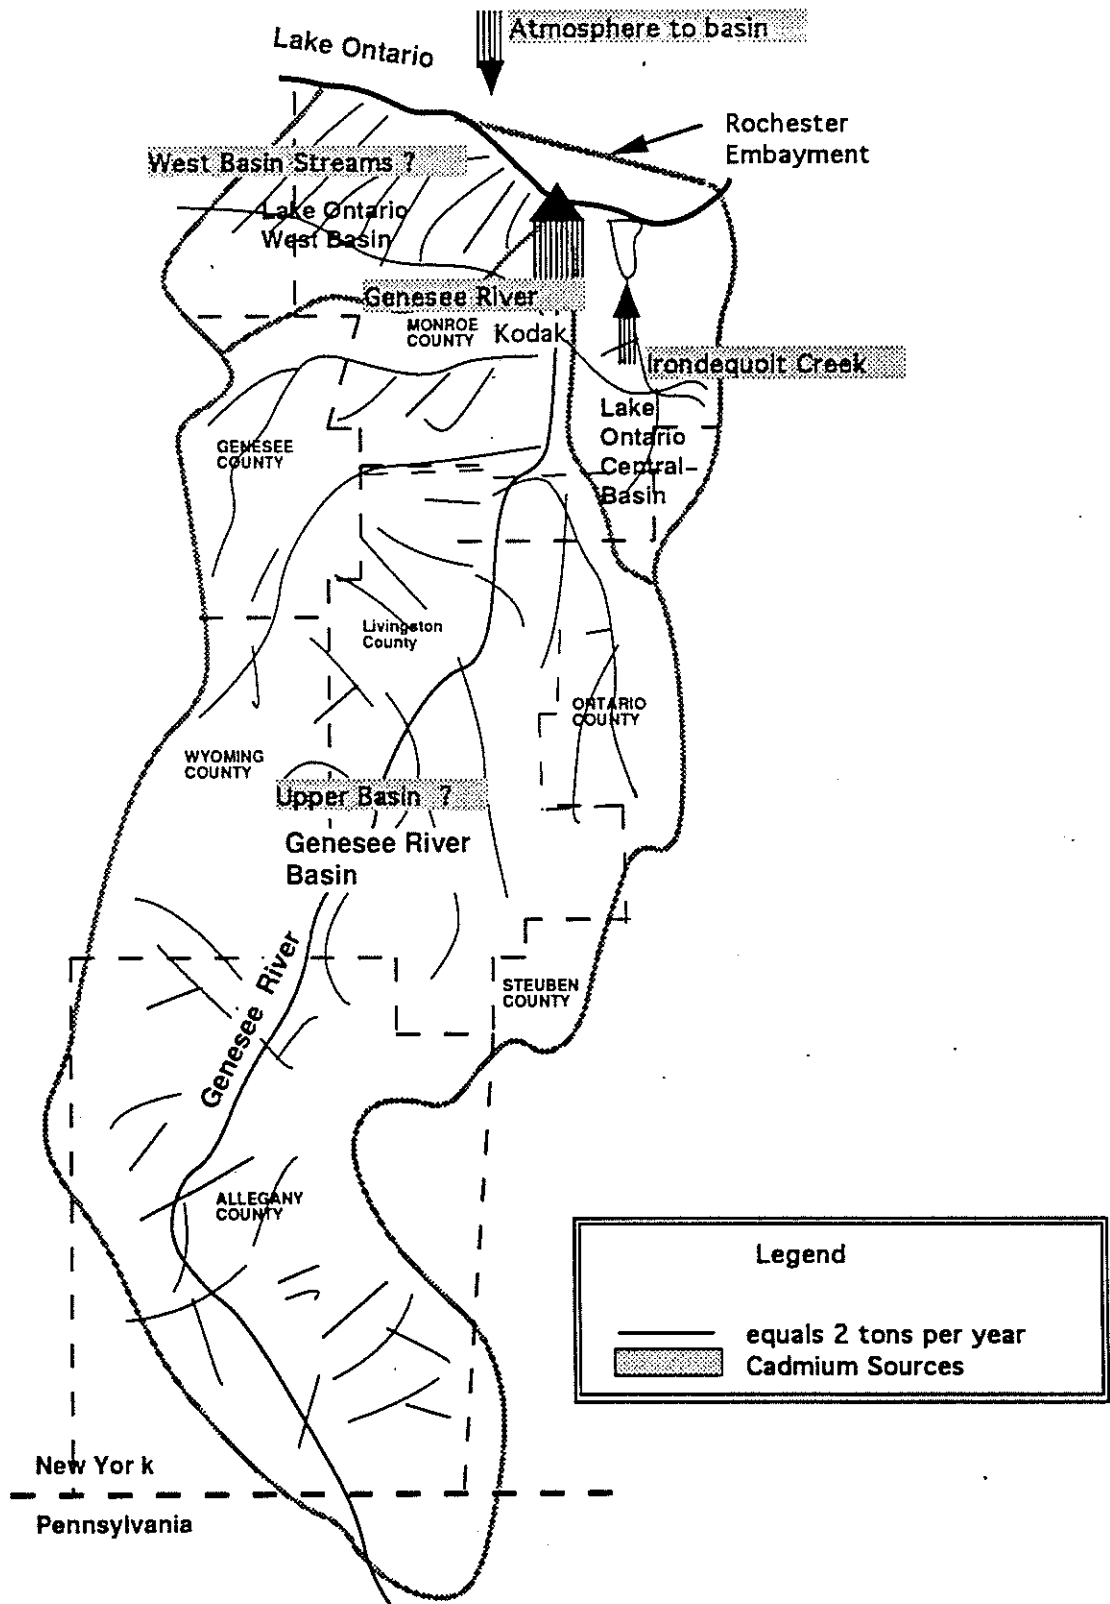 Lake Ontario
Atmosphere to basin
Rochester
Embayment
West Basin Streams ?
Lake Ontario
West Basin
Genesee River
MONROE
COUNTY
Kodak
Irondequoit Creek
Lake
Ontario
Central-
Basin
GENESEE
COUNTY
Livingston
County
ONTARIO
COUNTY
WYOMING
COUNTY
Upper Basin ?
Genesee River
Basin
Genesee River
STEUBEN
COUNTY
ALLEGANY
COUNTY
Legend
equals 2 tons per year
Cadmium Sources
New Yor k
Pennsylvania